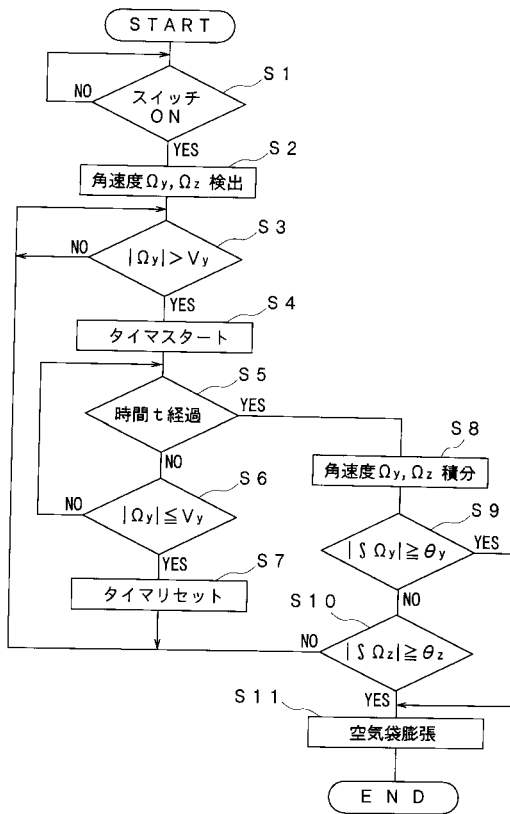 START
S1
NO
スイッチ
ON
YES
S2
角速度Ωy,Ωz 検出
S3
NO
|Ωy|>Vy
YES
S4
タイマスタート
S5
時間t経過
YES
NO
S6
NO
|Ωy|≦Vy
YES
S7
タイマリセット
S8
角速度Ωy,Ωz 積分
S9
|∫Ωy|≧θy
YES
NO
S10
NO
|∫Ωz|≧θz
YES
S11
空気袋膨張
END